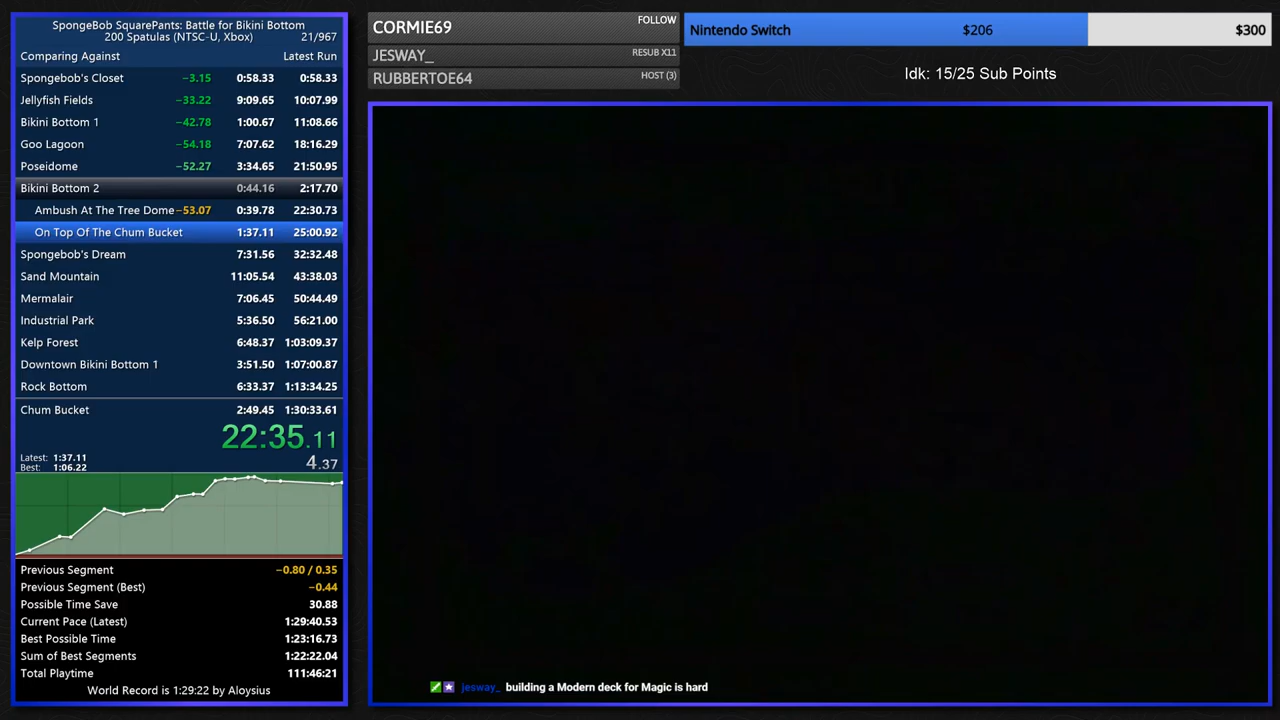 SpongeBob SquarePants: Battle for Bikini Bottom
200 Spatulas (NTSC-U, Xbox) 21/967
Comparing Against Latest Run
Spongebob's Closet −3.15 0:58.33 0:58.33
Jellyfish Fields −33.22 9:09.65 10:07.99
Bikini Bottom 1 −42.78 1:00.67 11:08.66
Goo Lagoon −54.18 7:07.62 18:16.29
Poseidome −52.27 3:34.65 21:50.95
Bikini Bottom 2 0:44.16 2:17.70
Ambush At The Tree Dome −53.07 0:39.78 22:30.73
On Top Of The Chum Bucket 1:37.11 25:00.92
Spongebob's Dream 7:31.56 32:32.48
Sand Mountain 11:05.54 43:38.03
Mermalair 7:06.45 50:44.49
Industrial Park 5:36.50 56:21.00
Kelp Forest 6:48.37 1:03:09.37
Downtown Bikini Bottom 1 3:51.50 1:07:00.87
Rock Bottom 6:33.37 1:13:34.25
Chum Bucket 2:49.45 1:30:33.61
22:35.11
Latest: 1:37.11
Best: 1:06.22
4.37
Previous Segment −0.80 / 0.35
Previous Segment (Best) −0.44
Possible Time Save 30.88
Current Pace (Latest) 1:29:40.53
Best Possible Time 1:23:16.73
Sum of Best Segments 1:22:22.04
Total Playtime 111:46:21
World Record is 1:29:22 by Aloysius
CORMIE69 FOLLOW
JESWAY_ RESUB X11
RUBBERTOE64 HOST (3)
Nintendo Switch $206 $300
Idk: 15/25 Sub Points
jesway_ building a Modern deck for Magic is hard